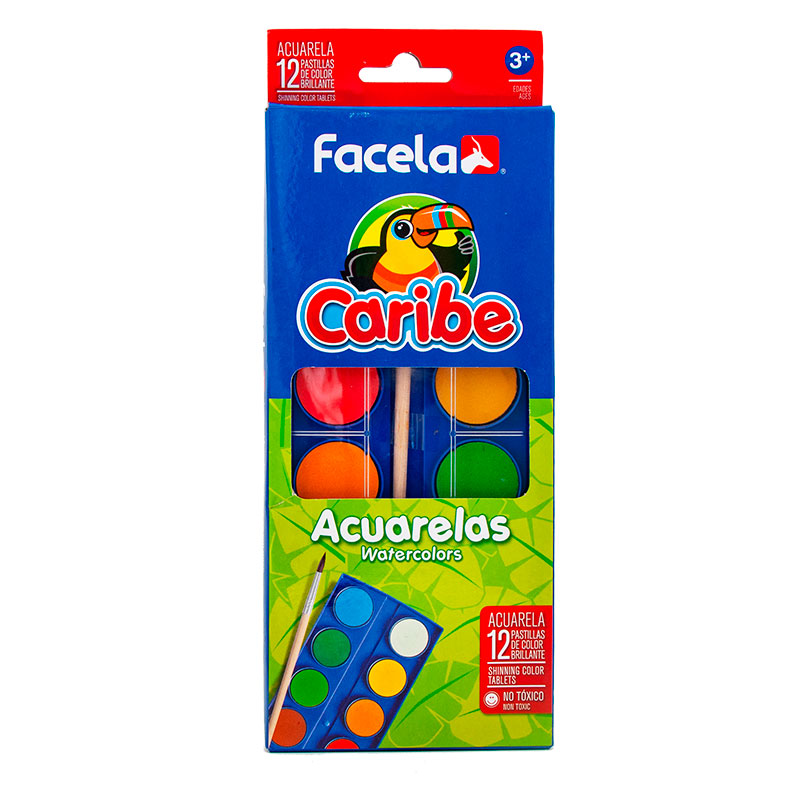 ACUARELA
12 PASTILLAS
DE COLOR
BRILLANTE
SHINNING COLOR TABLETS
3+
EDADES
AGES
Facela®
Caribe
Acuarelas
Watercolors
ACUARELA
12 PASTILLAS
DE COLOR
BRILLANTE
SHINNING COLOR
TABLETS
NO TÓXICO
NON TOXIC